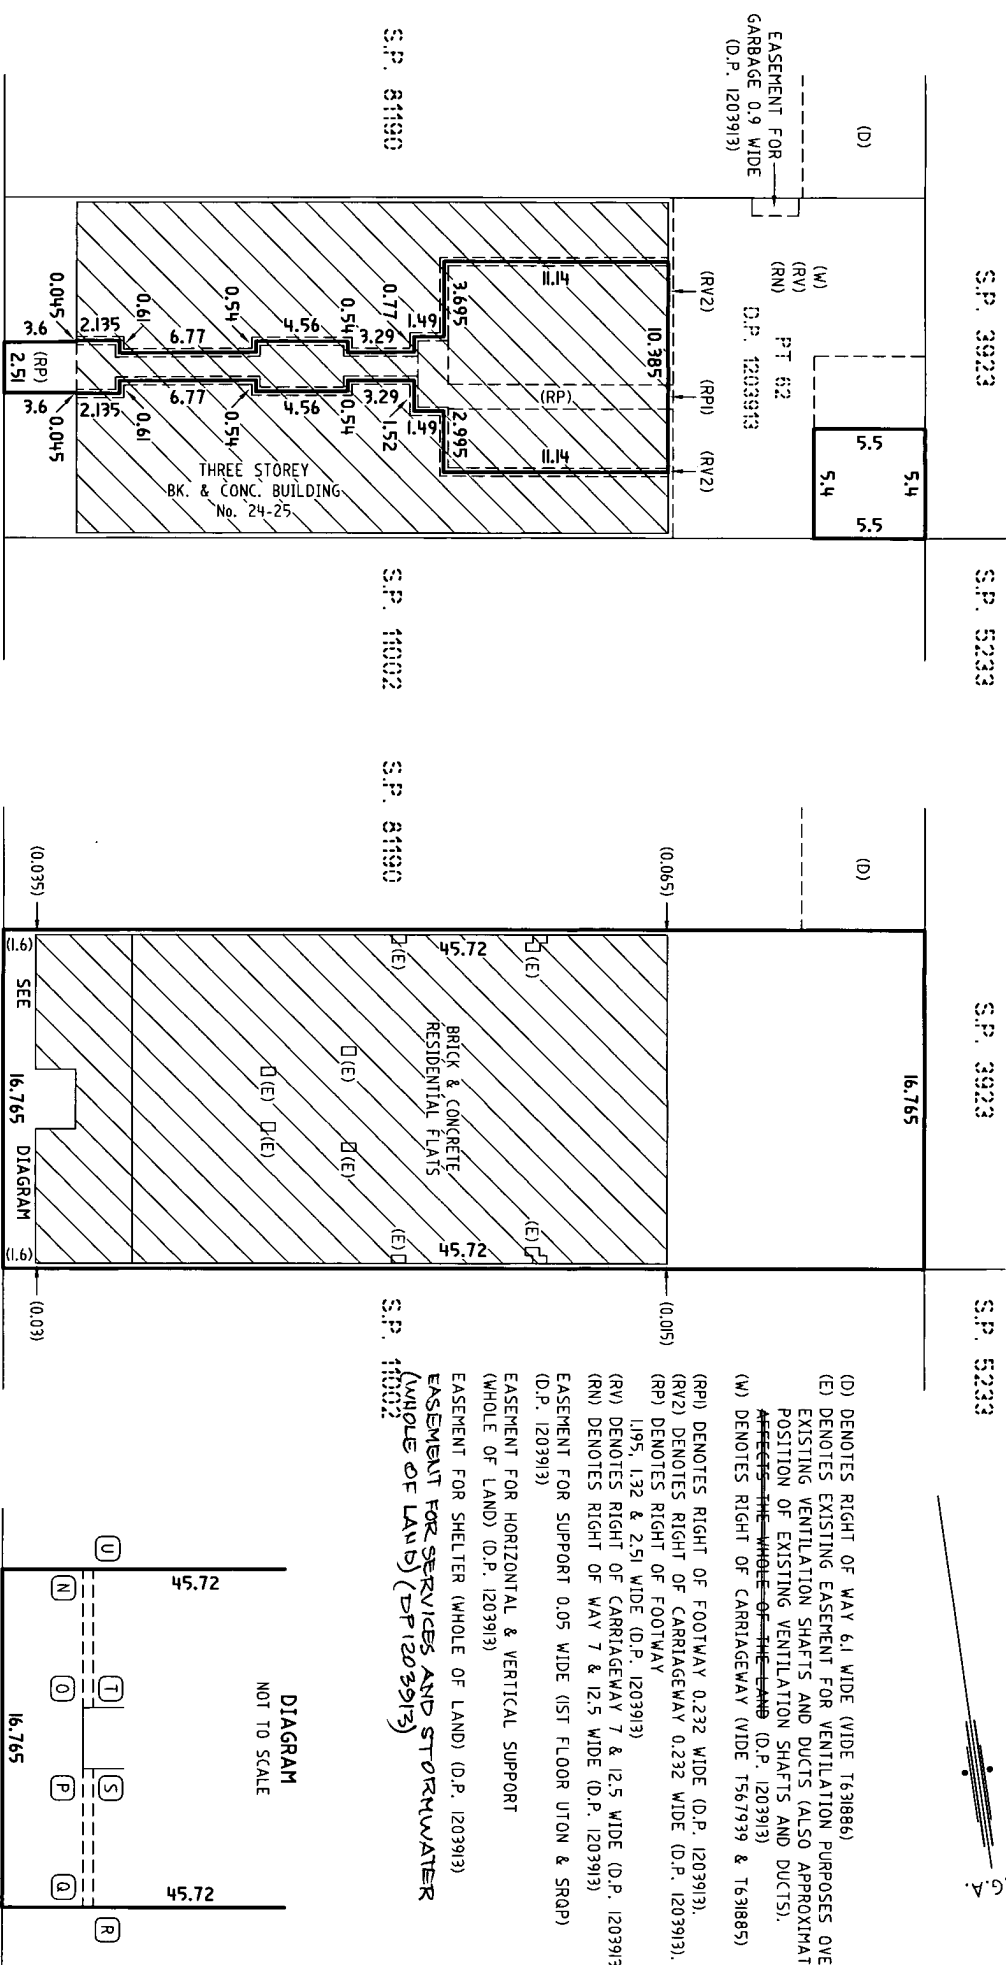 S.P. 3923
S.P. 5233
(D)
EASEMENT FOR
GARBAGE 0.9 WIDE
(D.P. 1203913)
(W)
(RV)
(RN)
PT 62
D.P. 1203913
5.4
5.5
5.5
5.4
(RV2)
(RP1)
(RV2)
10.385
11.14
11.14
(RP)
3.695
2.995
1.49
1.49
0.77
1.52
S.P. 81190
3.29
3.29
0.54
0.54
4.56
4.56
0.54
0.54
6.77
6.77
0.61
0.61
2.135
2.135
0.045
0.045
3.6
(RP)
3.6
2.51
THREE STOREY
BK. & CONC. BUILDING
No. 24-25
S.P. 11002
S.P. 3923
S.P. 5233
(D)
16.765
(0.065)
(0.015)
45.72
45.72
(E)
(E)
(E)
(E)
BRICK & CONCRETE
RESIDENTIAL FLATS
(E)
(E)
(E)
(E)
S.P. 81190
S.P. 11002
(0.035)
(0.03)
(1.6)
SEE
16.765
DIAGRAM
(1.6)
G.A.
(D) DENOTES RIGHT OF WAY 6.1 WIDE (VIDE T631886)
(E) DENOTES EXISTING EASEMENT FOR VENTILATION PURPOSES OVE
EXISTING VENTILATION SHAFTS AND DUCTS (ALSO APPROXIMAT
POSITION OF EXISTING VENTILATION SHAFTS AND DUCTS).
AFFECTS THE WHOLE OF THE LAND (D.P. 1203913)
(W) DENOTES RIGHT OF CARRIAGEWAY (VIDE T567939 & T631885)
(RP1) DENOTES RIGHT OF FOOTWAY 0.232 WIDE (D.P. 1203913).
(RV2) DENOTES RIGHT OF CARRIAGEWAY 0.232 WIDE (D.P. 1203913).
(RP) DENOTES RIGHT OF FOOTWAY
1.195, 1.32 & 2.51 WIDE (D.P. 1203913)
(RV) DENOTES RIGHT OF CARRIAGEWAY 7 & 12.5 WIDE (D.P. 1203913
(RN) DENOTES RIGHT OF WAY 7 & 12.5 WIDE (D.P. 1203913)
EASEMENT FOR SUPPORT 0.05 WIDE (1ST FLOOR UTON & SRQP)
(D.P. 1203913)
EASEMENT FOR HORIZONTAL & VERTICAL SUPPORT
(WHOLE OF LAND) (D.P. 1203913)
EASEMENT FOR SHELTER (WHOLE OF LAND) (D.P. 1203913)
EASEMENT FOR SERVICES AND STORMWATER
(WHOLE OF LAND) (DP1203913)
DIAGRAM
NOT TO SCALE
45.72
45.72
U
T
S
R
N
O
P
Q
16.765